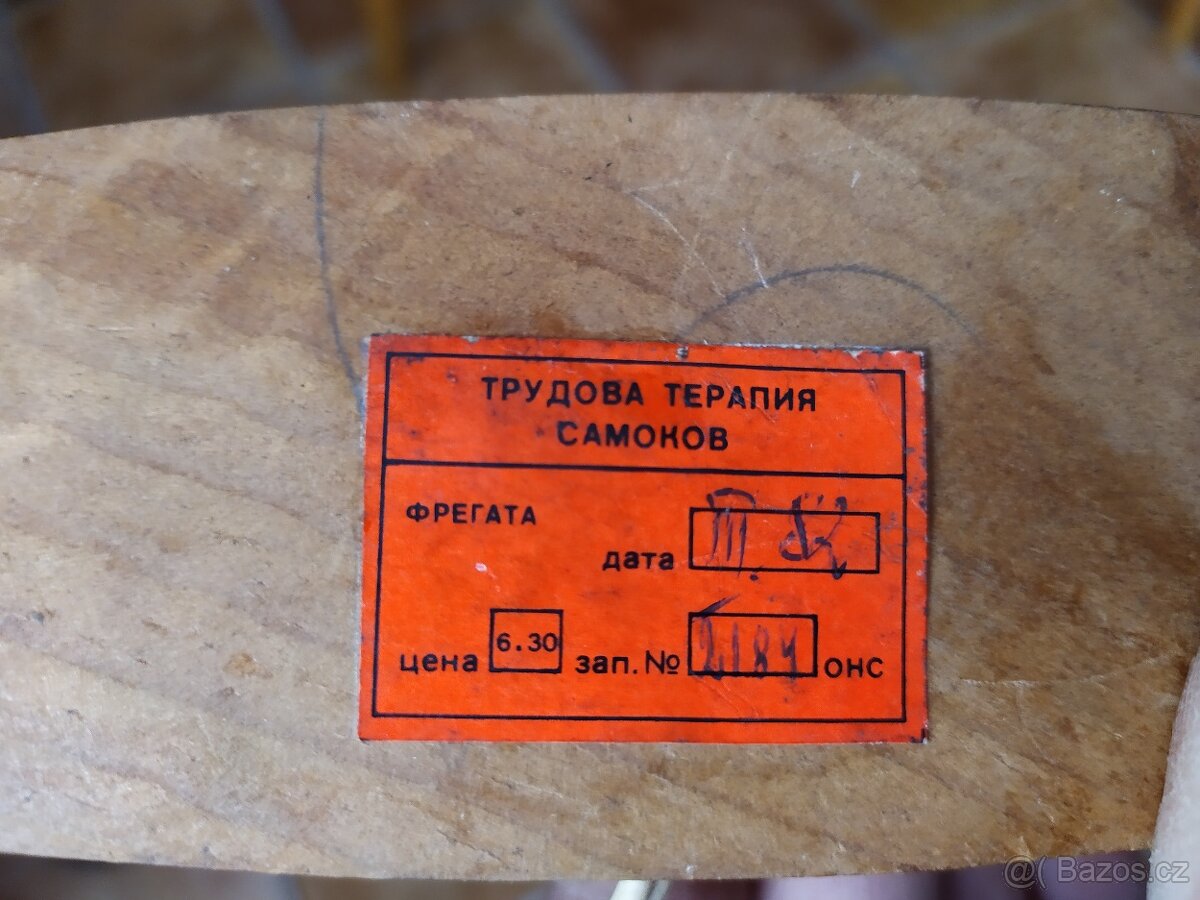 ТРУДОВА ТЕРАПИЯ
САМОКОВ
ФРЕГАТА
дата
цена 6.30 зап. № 2184 онс
@( Bazos.cz